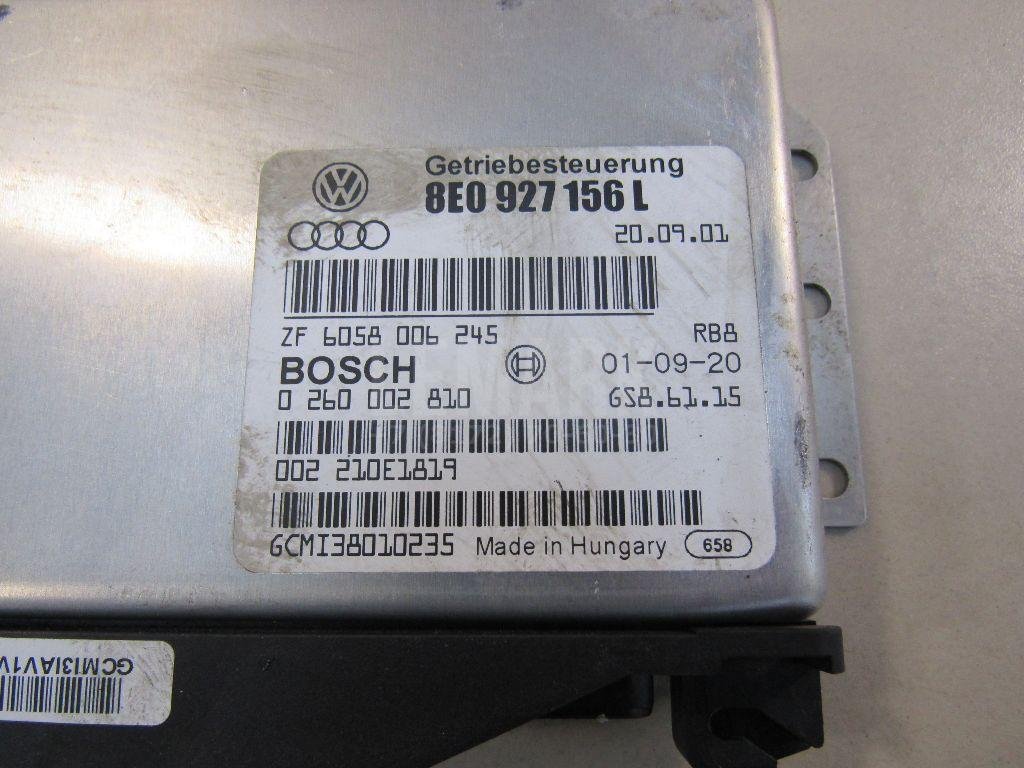 Getriebesteuerung
8E0 927 156 L
20.09.01
ZF 6058 006 245 RB8
BOSCH 01-09-20
0 260 002 810 GS8.61.15
002 210E1819
GCMI38010235 Made in Hungary 658